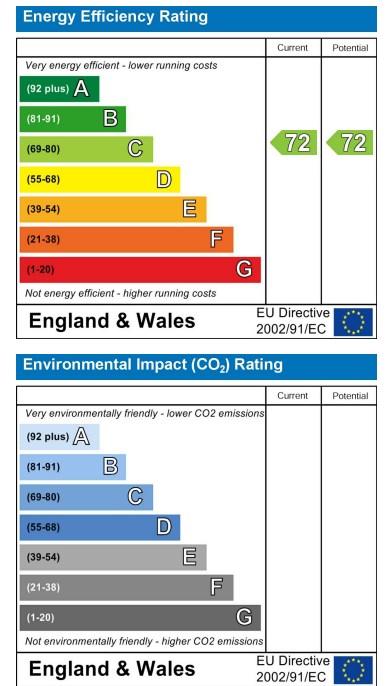 Energy Efficiency Rating
Current Potential
Very energy efficient - lower running costs
(92 plus) A
(81-91) B
(69-80) C 72 72
(55-68) D
(39-54) E
(21-38) F
(1-20) G
Not energy efficient - higher running costs
England & Wales EU Directive 2002/91/EC
Environmental Impact (CO₂) Rating
Current Potential
Very environmentally friendly - lower CO2 emissions
(92 plus) A
(81-91) B
(69-80) C
(55-68) D
(39-54) E
(21-38) F
(1-20) G
Not environmentally friendly - higher CO2 emissions
England & Wales EU Directive 2002/91/EC